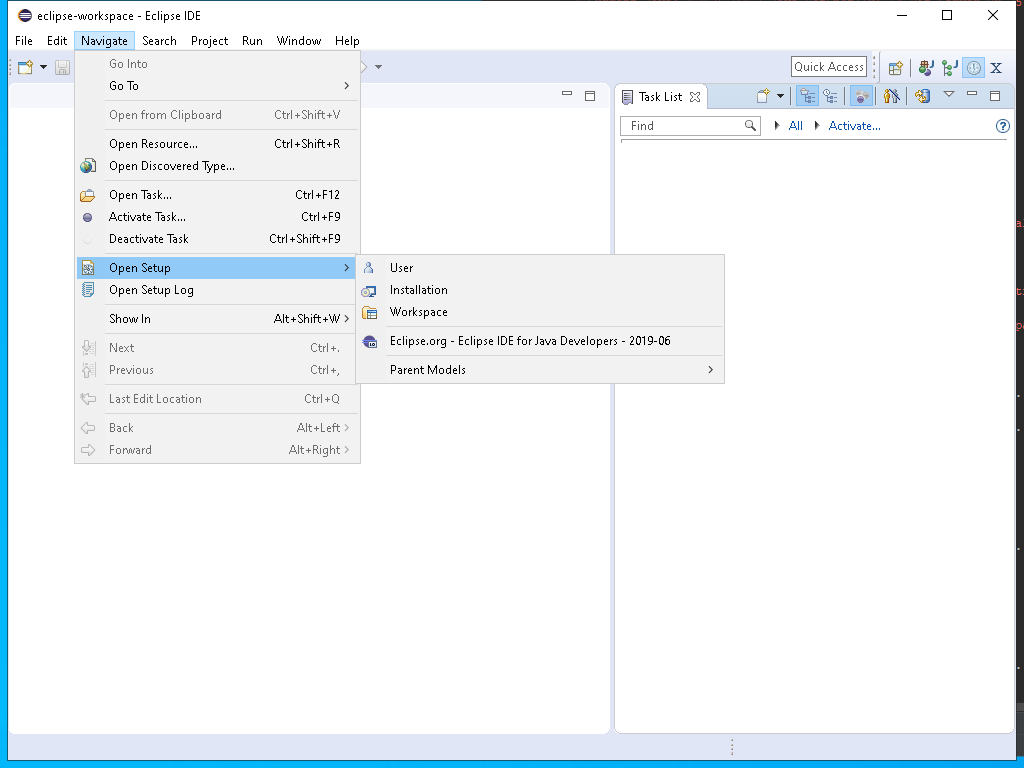 eclipse-workspace - Eclipse IDE
File Edit Navigate Search Project Run Window Help
Quick Access
Go Into
Go To
Open from Clipboard Ctrl+Shift+V
Open Resource... Ctrl+Shift+R
Open Discovered Type...
Open Task... Ctrl+F12
Activate Task... Ctrl+F9
Deactivate Task Ctrl+Shift+F9
Open Setup
Open Setup Log
Show In Alt+Shift+W
Next Ctrl+.
Previous Ctrl+,
Last Edit Location Ctrl+Q
Back Alt+Left
Forward Alt+Right
User
Installation
Workspace
Eclipse.org - Eclipse IDE for Java Developers - 2019-06
Parent Models
Task List
Find All Activate...